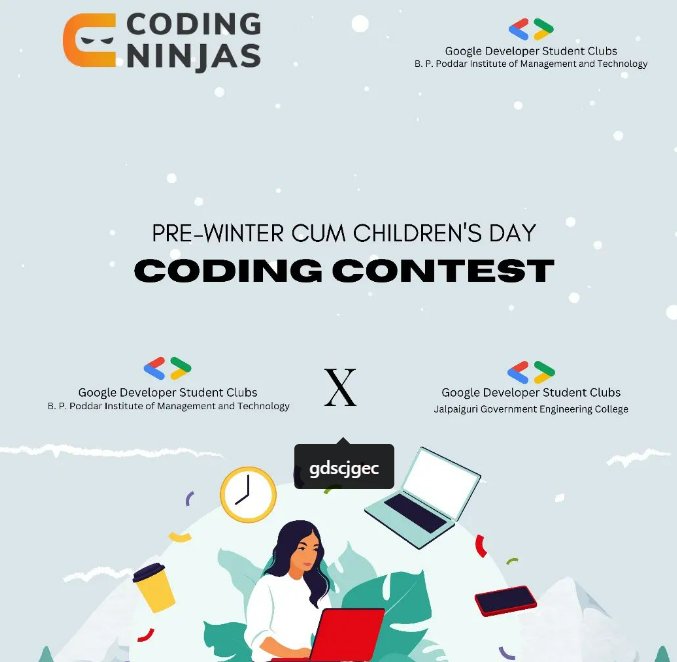 CODING
NINJAS
Google Developer Student Clubs
B. P. Poddar Institute of Management and Technology
PRE-WINTER CUM CHILDREN'S DAY
CODING CONTEST
Google Developer Student Clubs
B. P. Poddar Institute of Management and Technology
X
Google Developer Student Clubs
Jalpaiguri Government Engineering College
gdscjgec